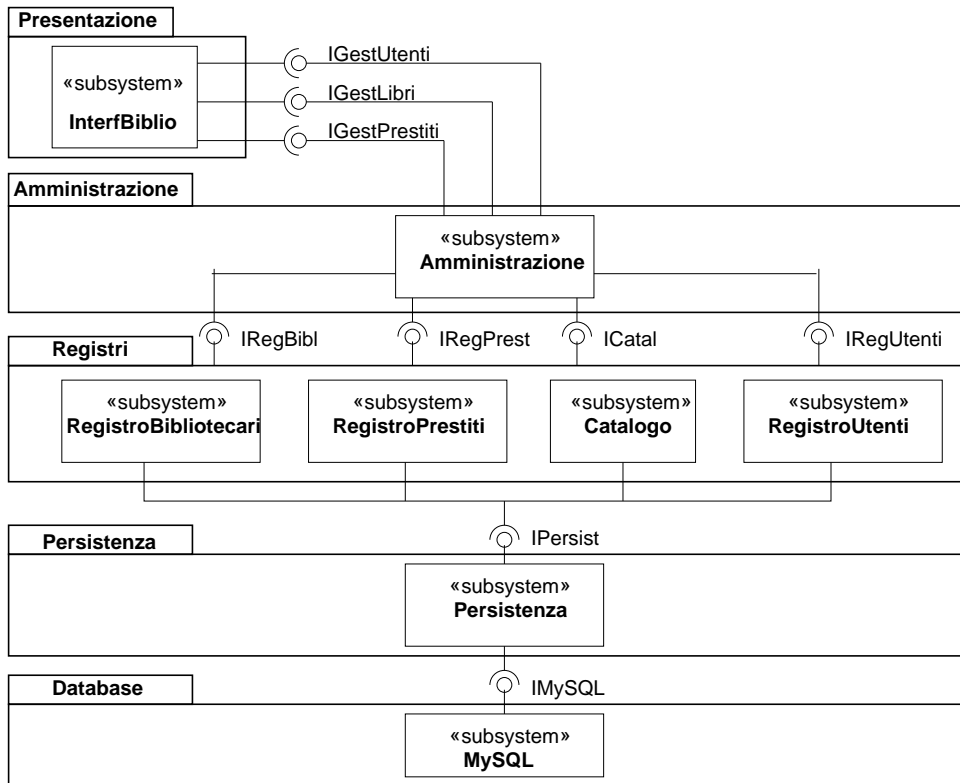 Presentazione
«subsystem»
InterfBiblio
IGestUtenti
IGestLibri
IGestPrestiti
Amministrazione
«subsystem»
Amministrazione
IRegBibl
IRegPrest
ICatal
IRegUtenti
Registri
«subsystem»
RegistroBibliotecari
«subsystem»
RegistroPrestiti
«subsystem»
Catalogo
«subsystem»
RegistroUtenti
IPersist
Persistenza
«subsystem»
Persistenza
IMySQL
Database
«subsystem»
MySQL